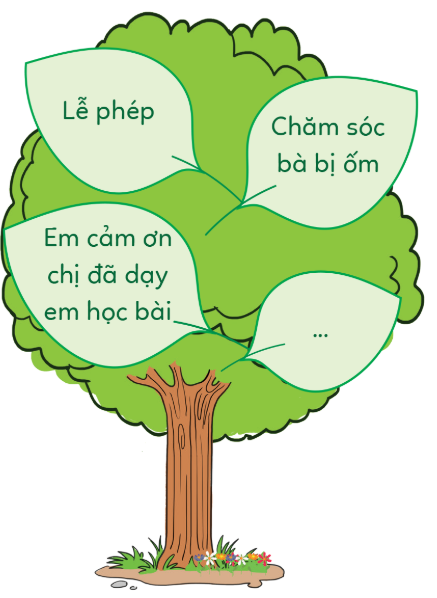 Lễ phép
Chăm sóc
bà bị ốm
Em cảm ơn
chị đã dạy
em học bài
...